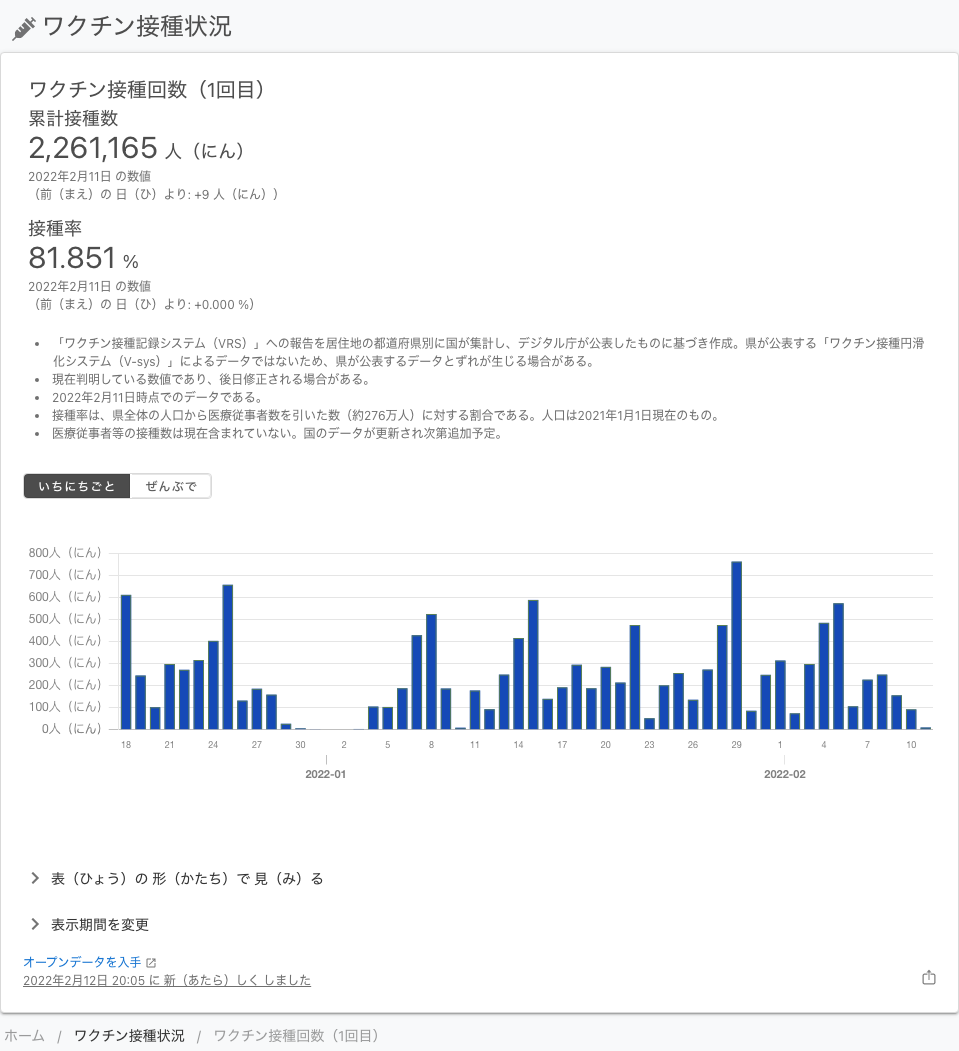 ワクチン接種状況
ワクチン接種回数（1回目）
累計接種数
2,261,165 人（にん）
2022年2月11日 の数値
（前（まえ）の 日（ひ）より: +9 人（にん））
接種率
81.851 %
2022年2月11日 の数値
（前（まえ）の 日（ひ）より: +0.000 %）
• 「ワクチン接種記録システム（VRS）」への報告を居住地の都道府県別に国が集計し、デジタル庁が公表したものに基づき作成。県が公表する「ワクチン接種円滑
化システム（V-sys）」によるデータではないため、県が公表するデータとずれが生じる場合がある。
• 現在判明している数値であり、後日修正される場合がある。
• 2022年2月11日時点でのデータである。
• 接種率は、県全体の人口から医療従事者数を引いた数（約276万人）に対する割合である。人口は2021年1月1日現在のもの。
• 医療従事者等の接種数は現在含まれていない。国のデータが更新され次第追加予定。
いちにちごと ぜんぶで
800人（にん）
700人（にん）
600人（にん）
500人（にん）
400人（にん）
300人（にん）
200人（にん）
100人（にん）
0人（にん）
18 21 24 27 30 2 5 8 11 14 17 20 23 26 29 1 4 7 10
2022-01 2022-02
表（ひょう）の 形（かたち）で 見（み）る
表示期間を変更
オープンデータを入手
2022年2月12日 20:05 に 新（あたら）しく しました
ホーム / ワクチン接種状況 / ワクチン接種回数（1回目）